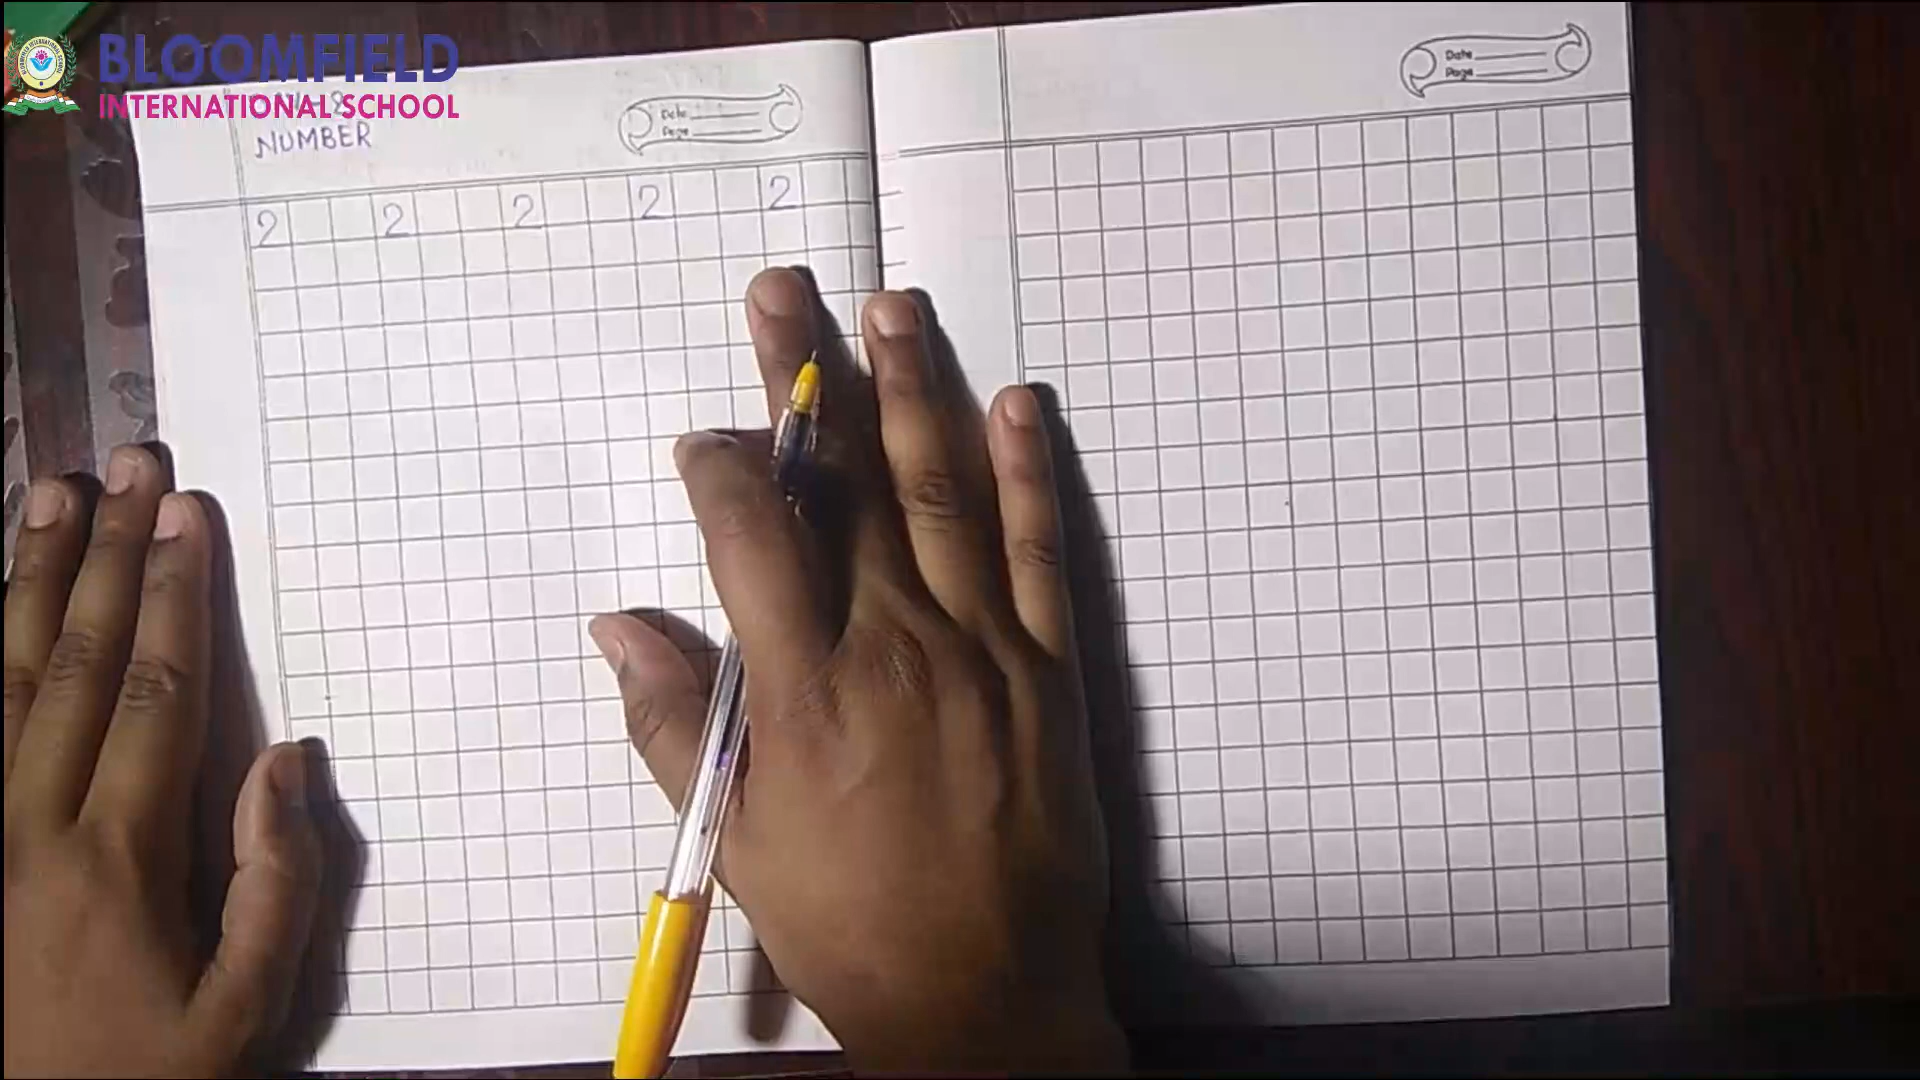 BLOOMFIELD
INTERNATIONAL SCHOOL
NUMBER
Date
Page
2 2 2 2 2
Date
Page